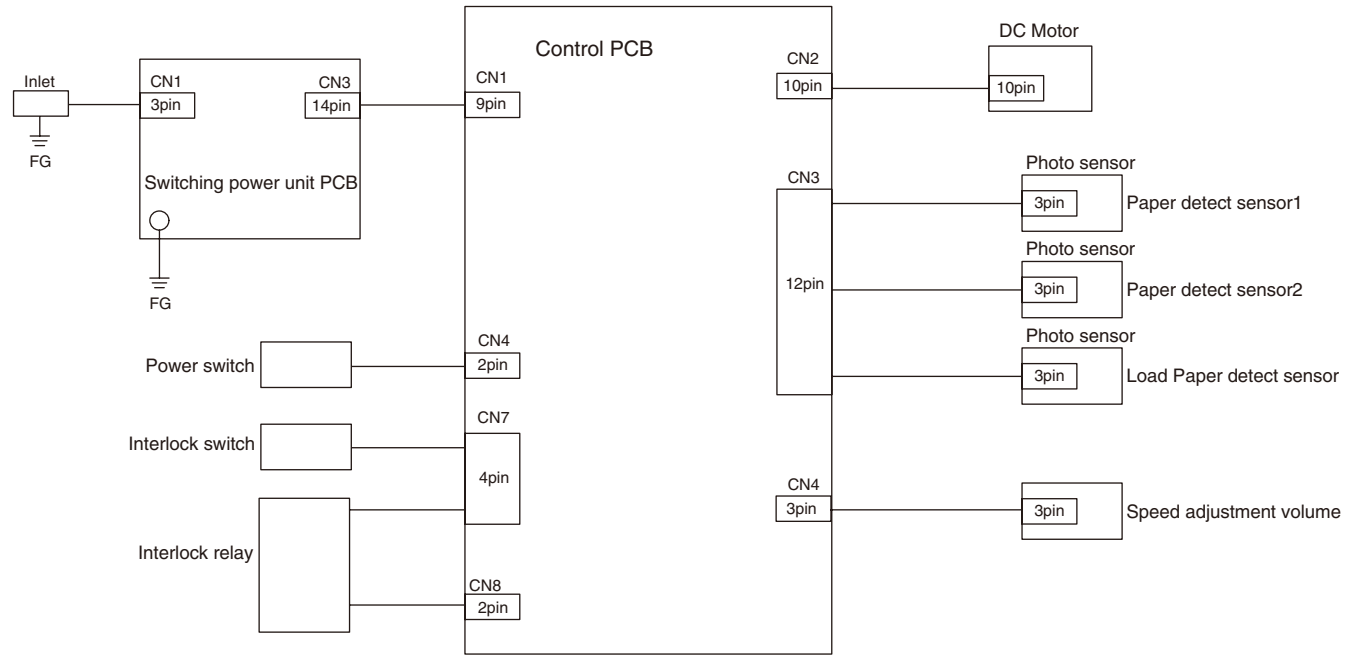 Control PCB
DC Motor
CN2
10pin
10pin
Inlet
FG
CN1
3pin
CN3
14pin
Switching power unit PCB
FG
CN1
9pin
CN3
12pin
Photo sensor
3pin
Paper detect sensor1
Photo sensor
3pin
Paper detect sensor2
Photo sensor
3pin
Load Paper detect sensor
Power switch
CN4
2pin
Interlock switch
CN7
4pin
Interlock relay
CN8
2pin
CN4
3pin
3pin
Speed adjustment volume